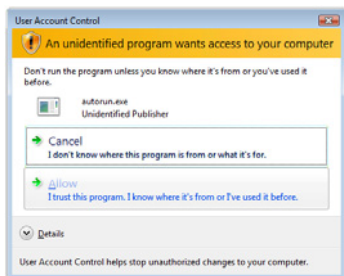 User Account Control
An unidentified program wants access to your computer
Don't run the program unless you know where it's from or you've used it
before.
autorun.exe
Unidentified Publisher
Cancel
I don't know where this program is from or what it's for.
Allow
I trust this program. I know where it's from or I've used it before.
Details
User Account Control helps stop unauthorized changes to your computer.